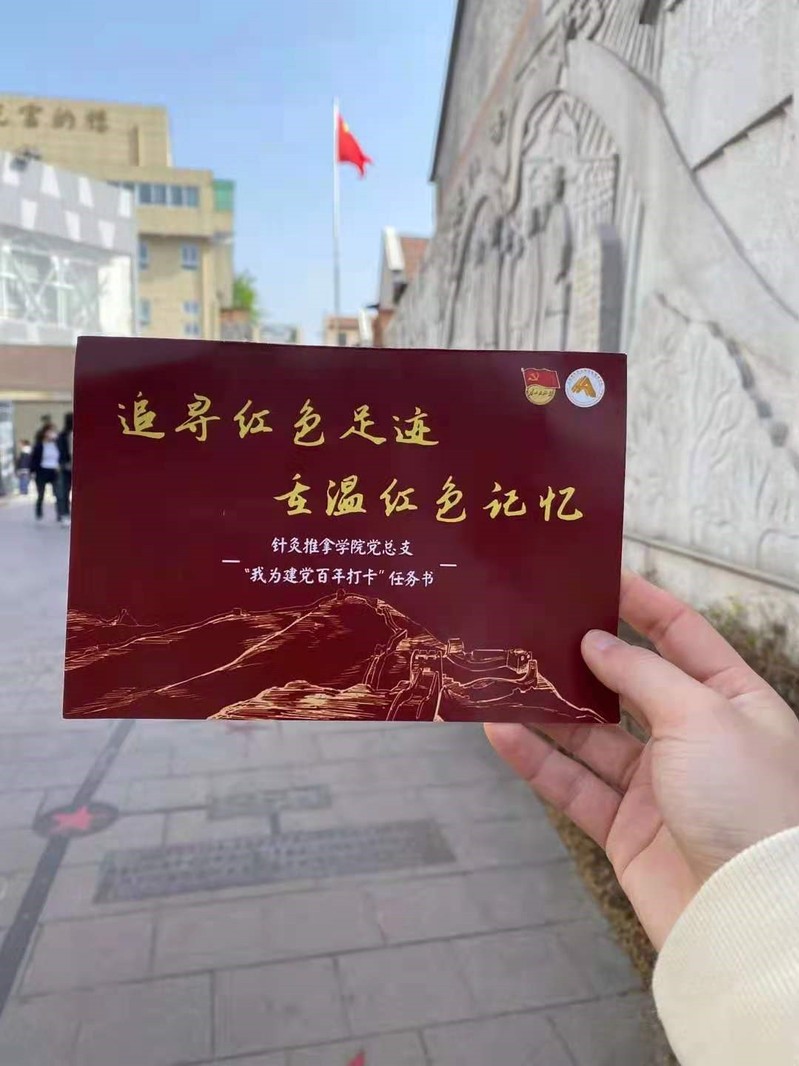 追寻红色足迹
重温红色记忆
针灸推拿学院党总支
“我为建党百年打卡”任务书